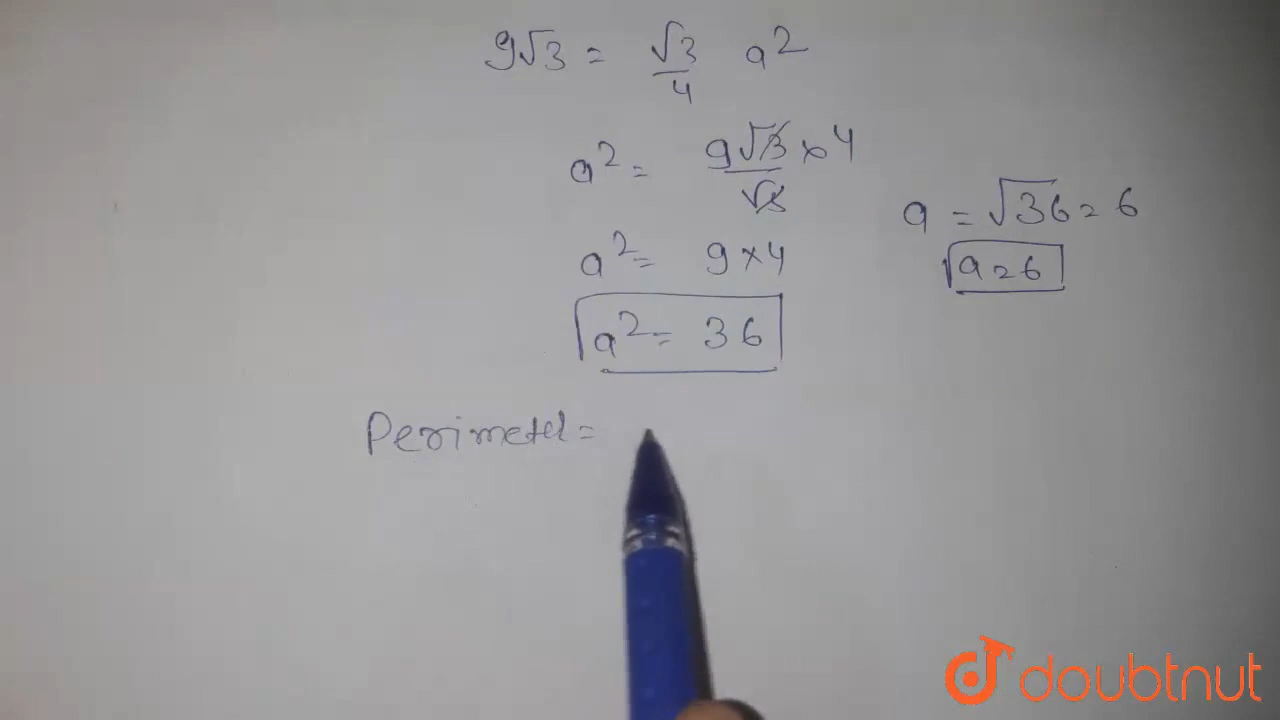 9√3 = √3/4 a²
a² = 9√3 × 4 / √3
a = √36 = 6
a² = 9 × 4
a = 6
a² = 36
Perimeter =
doubtnut